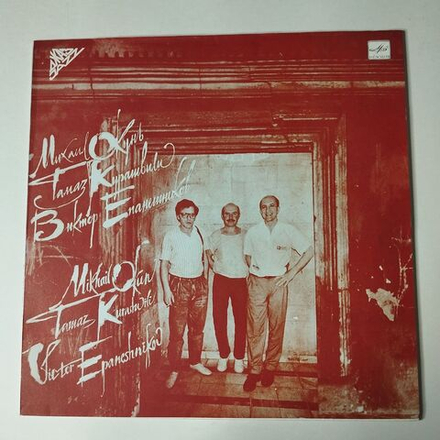 Михаил Окунь
Тамаз Курашвили
Виктор Епанешников
Mikhail Okun
Tamaz Kurashvili
Victor Epaneshnikov